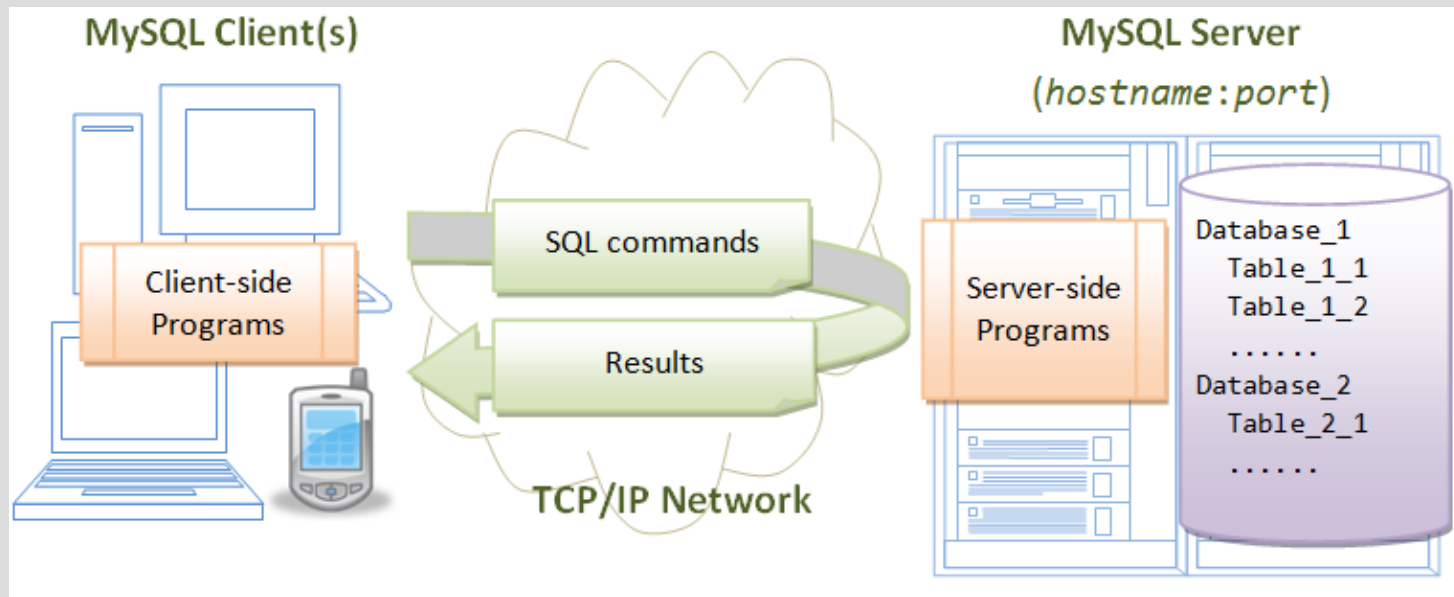 MySQL Client(s)
MySQL Server
(hostname:port)
Client-side
Programs
SQL commands
Results
TCP/IP Network
Server-side
Programs
Database_1
Table_1_1
Table_1_2
......
Database_2
Table_2_1
......